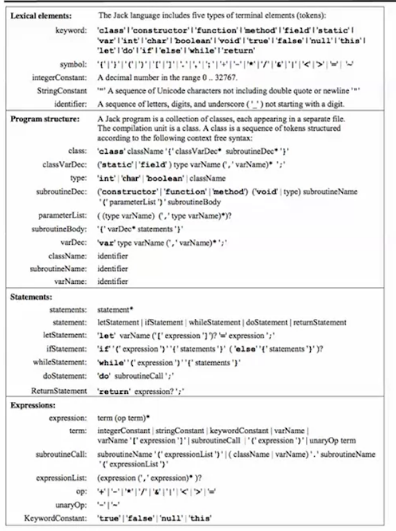 Lexical elements: The Jack language includes five types of terminal elements (tokens):
keyword: 'class'|'constructor'|'function'|'method'|'field'|'static'|
'var'|'int'|'char'|'boolean'|'void'|'true'|'false'|'null'|'this'|
'let'|'do'|'if'|'else'|'while'|'return'
symbol: '{'|'}'|'('|')'|'['|']'|'.'|','|';'|'+'|'-'|'*'|'/'|'&'|'|'|'<'|'>'|'='|'~'
integerConstant: A decimal number in the range 0 .. 32767.
StringConstant '"' A sequence of Unicode characters not including double quote or newline '"'
identifier: A sequence of letters, digits, and underscore ('_') not starting with a digit.
Program structure: A Jack program is a collection of classes, each appearing in a separate file.
The compilation unit is a class. A class is a sequence of tokens structured
according to the following context free syntax:
class: 'class' className '{' classVarDec* subroutineDec* '}'
classVarDec: ('static'|'field') type varName (',' varName)* ';'
type: 'int'|'char'|'boolean'|className
subroutineDec: ('constructor'|'function'|'method') ('void'|type) subroutineName
'(' parameterList ')' subroutineBody
parameterList: ((type varName) (',' type varName)*)?
subroutineBody: '{' varDec* statements '}'
varDec: 'var' type varName (',' varName)* ';'
className: identifier
subroutineName: identifier
varName: identifier
Statements:
statements: statement*
statement: letStatement | ifStatement | whileStatement | doStatement | returnStatement
letStatement: 'let' varName ('[' expression ']')? '=' expression ';'
ifStatement: 'if' '(' expression ')' '{' statements '}' ( 'else' '{' statements '}' )?
whileStatement: 'while' '(' expression ')' '{' statements '}'
doStatement: 'do' subroutineCall ';'
ReturnStatement 'return' expression? ';'
Expressions:
expression: term (op term)*
term: integerConstant | stringConstant | keywordConstant | varName |
varName '[' expression ']' | subroutineCall | '(' expression ')' | unaryOp term
subroutineCall: subroutineName '(' expressionList ')' | ( className | varName) '.' subroutineName
'(' expressionList ')'
expressionList: (expression (',' expression)* )?
op: '+'|'-'|'*'|'/'|'&'|'|'|'<'|'>'|'='
unaryOp: '-'|'~'
KeywordConstant: 'true'|'false'|'null'|'this'